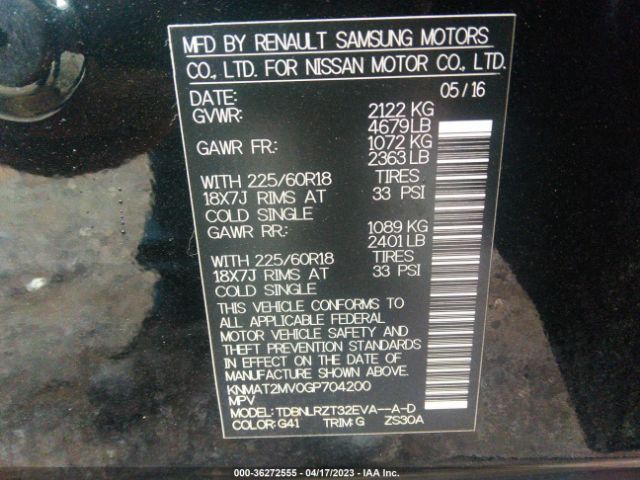 MFD BY RENAULT SAMSUNG MOTORS
CO., LTD. FOR NISSAN MOTOR CO., LTD.
DATE: 05/16
GVWR: 2122 KG
4679 LB
GAWR FR: 1072 KG
2363 LB
WITH 225/60R18 TIRES
18X7J RIMS AT 33 PSI
COLD SINGLE
GAWR RR: 1089 KG
2401 LB
WITH 225/60R18 TIRES
18X7J RIMS AT 33 PSI
COLD SINGLE
THIS VEHICLE CONFORMS TO
ALL APPLICABLE FEDERAL
MOTOR VEHICLE SAFETY AND
THEFT PREVENTION STANDARDS
IN EFFECT ON THE DATE OF
MANUFACTURE SHOWN ABOVE.
KNMAT2MV0GP704200
MPV
MODEL: TDBNLRZT32EVA--A-D
COLOR: G41 TRIM: G ZS30A
000-36272555 - 04/17/2023 - IAA Inc.